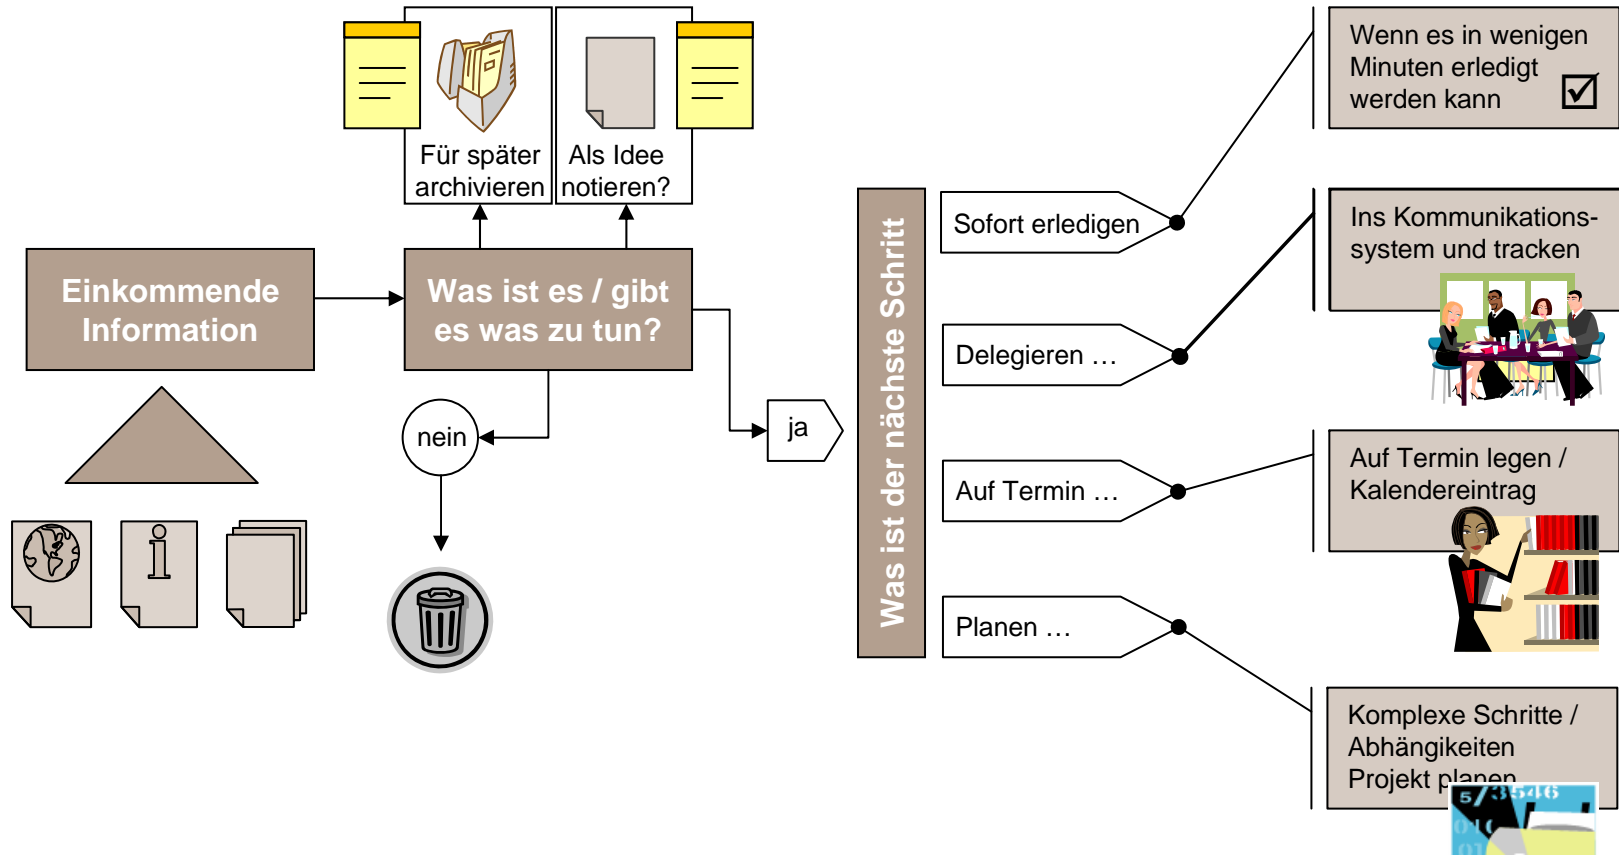 Für später
archivieren
Als Idee
notieren?
Einkommende
Information
Was ist es / gibt
es was zu tun?
nein
ja
Was ist der nächste Schritt
Sofort erledigen
Delegieren …
Auf Termin …
Planen …
Wenn es in wenigen
Minuten erledigt
werden kann
Ins Kommunikations-
system und tracken
Auf Termin legen /
Kalendereintrag
Komplexe Schritte /
Abhängigkeiten
Projekt planen
5/3546